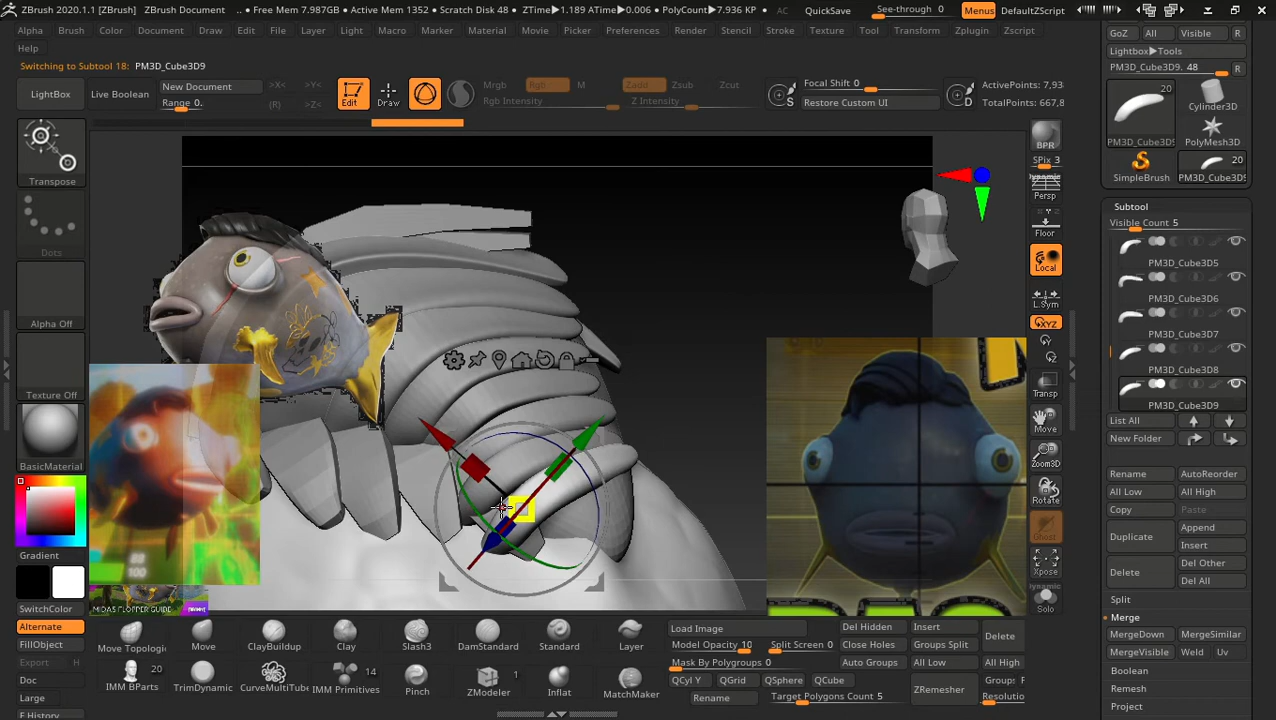 ZBrush 2020.1.1 [ZBrush] ZBrush Document .. • Free Mem 7.987GB • Active Mem 1352 • Scratch Disk 48 • ZTime▶1.189 ATime▶0.006 • PolyCount▶7.936 KP • AC QuickSave See-through 0 Menus DefaultZScript
Alpha Brush Color Document Draw Edit File Layer Light Macro Marker Material Movie Picker Preferences Render Stencil Stroke Texture Tool Transform Zplugin Zscript
Help
Switching to Subtool 18: PM3D_Cube3D9
LightBox
Live Boolean
New Document
Range 0.
>X< >Y<
(R) >Z<
Edit
Draw
Mrgb Rgb M Zadd Zsub Zcut
Rgb Intensity Z Intensity
S
Focal Shift 0
Restore Custom UI
D
ActivePoints: 7,93
TotalPoints: 667,8
Transpose
Dots
Alpha Off
Texture Off
BasicMaterial
Gradient
SwitchColor
Alternate
FillObject
Export H
Doc
Large
80
100
MIDAS FLOPPER GUIDE
BPR
SPix 3
Dynamic
Persp
Floor
Local
L.Sym
XYZ
Transp
Move
Zoom3D
Rotate
Ghost
Xpose
Dynamic
Solo
GoZ All Visible R
Lightbox▶Tools
PM3D_Cube3D9. 48 R
20
PM3D_Cube3D9
Cylinder3D
PolyMesh3D
SimpleBrush
20
PM3D_Cube3D9
Subtool
Visible Count 5
PM3D_Cube3D5
PM3D_Cube3D6
PM3D_Cube3D7
PM3D_Cube3D8
PM3D_Cube3D9
List All
New Folder
Rename AutoReorder
All Low All High
Copy Paste
Duplicate Append
Insert
Delete Del Other
Del All
Split
Merge
MergeDown MergeSimilar
MergeVisible Weld Uv
Boolean
Remesh
Project
Move Topologic Move ClayBuildup Clay Slash3 DamStandard Standard Layer
IMM BParts 20 TrimDynamic CurveMultiTube IMM Primitives 14 Pinch ZModeler 1 Inflat MatchMaker
Load Image Del Hidden Insert Delete
Model Opacity 10 Split Screen 0 Close Holes Groups Split
Mask By Polygroups 0 Auto Groups All Low All High
QCyl Y QGrid QSphere QCube ZRemesher
Rename Target Polygons Count 5 Resolutio